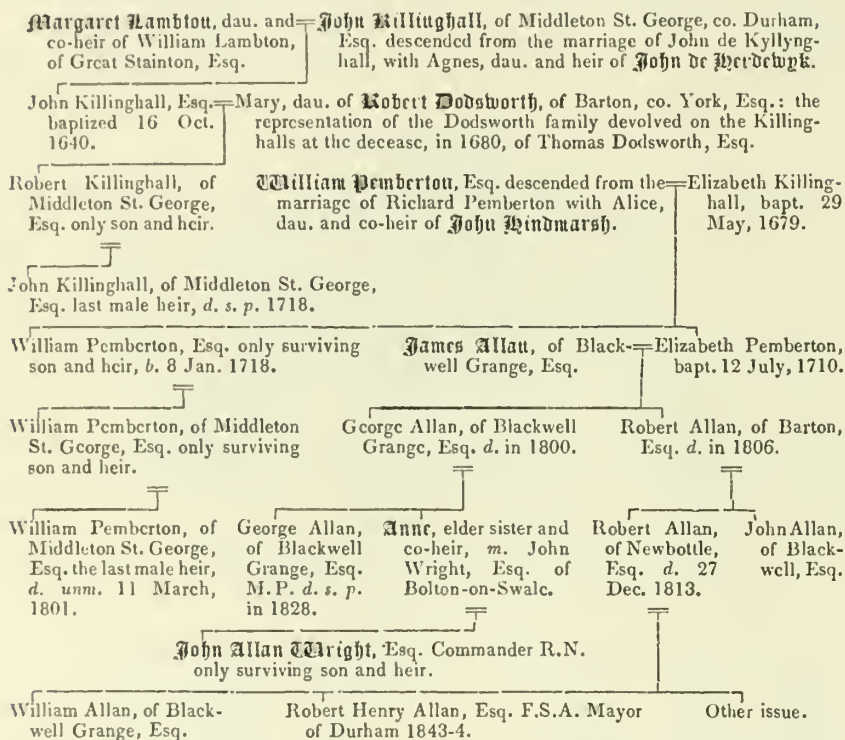 Margaret Lambton, dau. and
co-heir of William Lambton,
of Great Stainton, Esq.
John Killinghall, of Middleton St. George, co. Durham,
Esq. descended from the marriage of John de Kyllyng-
hall, with Agnes, dau. and heir of John de Herdewyk.
John Killinghall, Esq.
baptized 16 Oct.
1640.
Mary, dau. of Robert Dodsworth, of Barton, co. York, Esq.: the
representation of the Dodsworth family devolved on the Killing-
halls at the decease, in 1680, of Thomas Dodsworth, Esq.
Robert Killinghall, of
Middleton St. George,
Esq. only son and heir.
William Pemberton, Esq. descended from the
marriage of Richard Pemberton with Alice,
dau. and co-heir of John Hindmarsh.
Elizabeth Killing-
hall, bapt. 29
May, 1679.
John Killinghall, of Middleton St. George,
Esq. last male heir, d. s. p. 1718.
William Pemberton, Esq. only surviving
son and heir, b. 8 Jan. 1718.
James Allan, of Black-
well Grange, Esq.
Elizabeth Pemberton,
bapt. 12 July, 1710.
William Pemberton, of Middleton
St. George, Esq. only surviving
son and heir.
George Allan, of Blackwell
Grange, Esq. d. in 1800.
Robert Allan, of Barton,
Esq. d. in 1806.
William Pemberton, of
Middleton St. George,
Esq. the last male heir,
d. unm. 11 March,
1801.
George Allan,
of Blackwell
Grange, Esq.
M.P. d. s. p.
in 1828.
Anne, elder sister and
co-heir, m. John
Wright, Esq. of
Bolton-on-Swale.
Robert Allan,
of Newbottle,
Esq. d. 27
Dec. 1813.
John Allan,
of Black-
well, Esq.
John Allan Wright, Esq. Commander R.N.
only surviving son and heir.
William Allan, of Black-
well Grange, Esq.
Robert Henry Allan, Esq. F.S.A. Mayor
of Durham 1843-4.
Other issue.